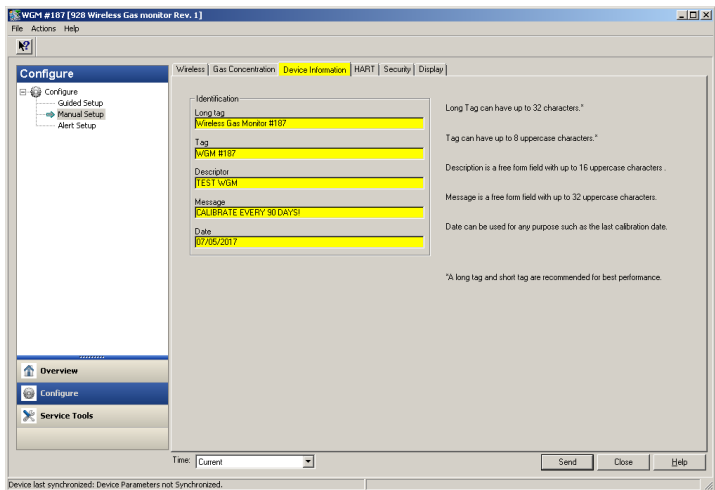 WGM #187 [928 Wireless Gas monitor Rev. 1]
File Actions Help
Configure
Configure
Guided Setup
Manual Setup
Alert Setup
Overview
Configure
Service Tools
Wireless Gas Concentration Device Information HART Security Display
Identification
Long tag
Wireless Gas Monitor #187
Tag
WGM #187
Descriptor
TEST WGM
Message
CALIBRATE EVERY 90 DAYS!
Date
07/05/2017
Long Tag can have up to 32 characters.*
Tag can have up to 8 uppercase characters.*
Description is a free form field with up to 16 uppercase characters .
Message is a free form field with up to 32 uppercase characters.
Date can be used for any purpose such as the last calibration date.
*A long tag and short tag are recommended for best performance.
Time: Current
Send Close Help
Device last synchronized: Device Parameters not Synchronized.